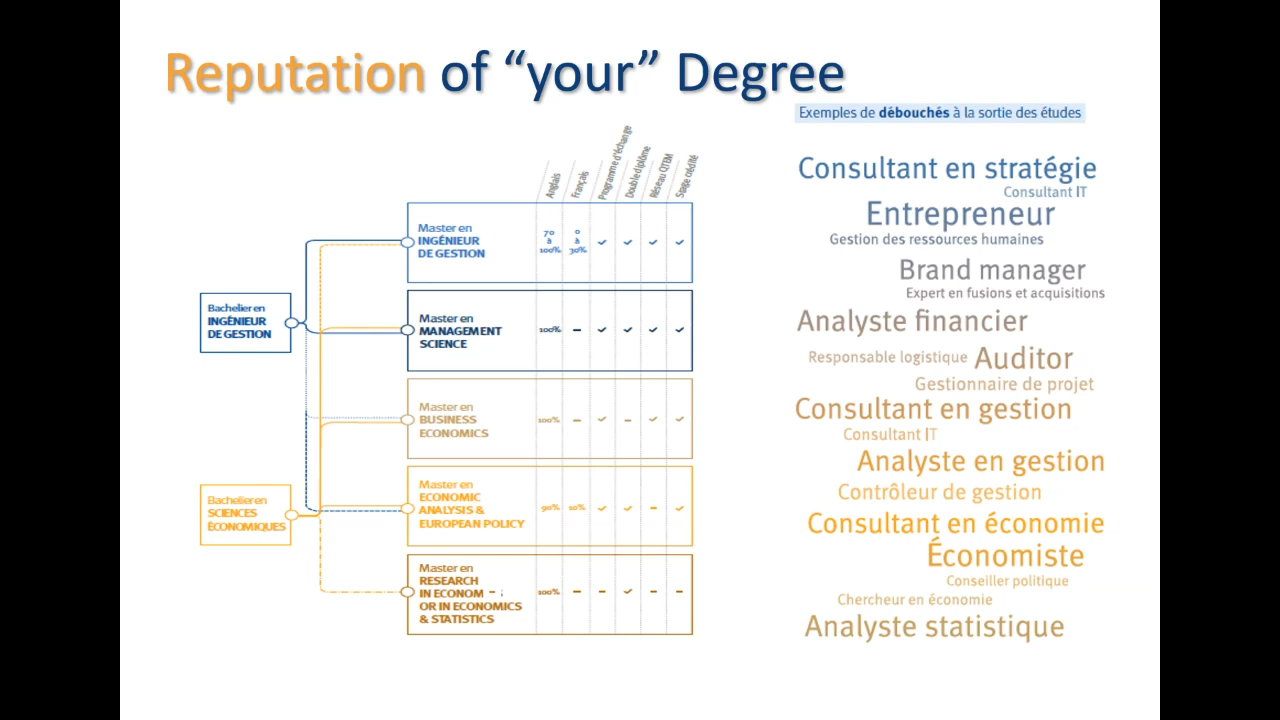 Reputation of “your” Degree
Exemples de débouchés à la sortie des études
Anglais
Français
Programme d'échange
Double diplôme
Réseau QTEM
Stage crédité
Bachelier en
INGÉNIEUR
DE GESTION
Bachelier en
SCIENCES
ÉCONOMIQUES
Master en
INGÉNIEUR
DE GESTION
70
à
100%
0
à
30%
Master en
MANAGEMENT
SCIENCE
100% –
Master en
BUSINESS
ECONOMICS
100% – –
Master en
ECONOMIC
ANALYSIS &
EUROPEAN POLICY
90% 10% –
Master en
RESEARCH
IN ECONOM
OR IN ECONOMICS
& STATISTICS
100% – – – –
Consultant en stratégie
Consultant IT
Entrepreneur
Gestion des ressources humaines
Brand manager
Expert en fusions et acquisitions
Analyste financier
Responsable logistique Auditor
Gestionnaire de projet
Consultant en gestion
Consultant IT
Analyste en gestion
Contrôleur de gestion
Consultant en économie
Économiste
Conseiller politique
Chercheur en économie
Analyste statistique